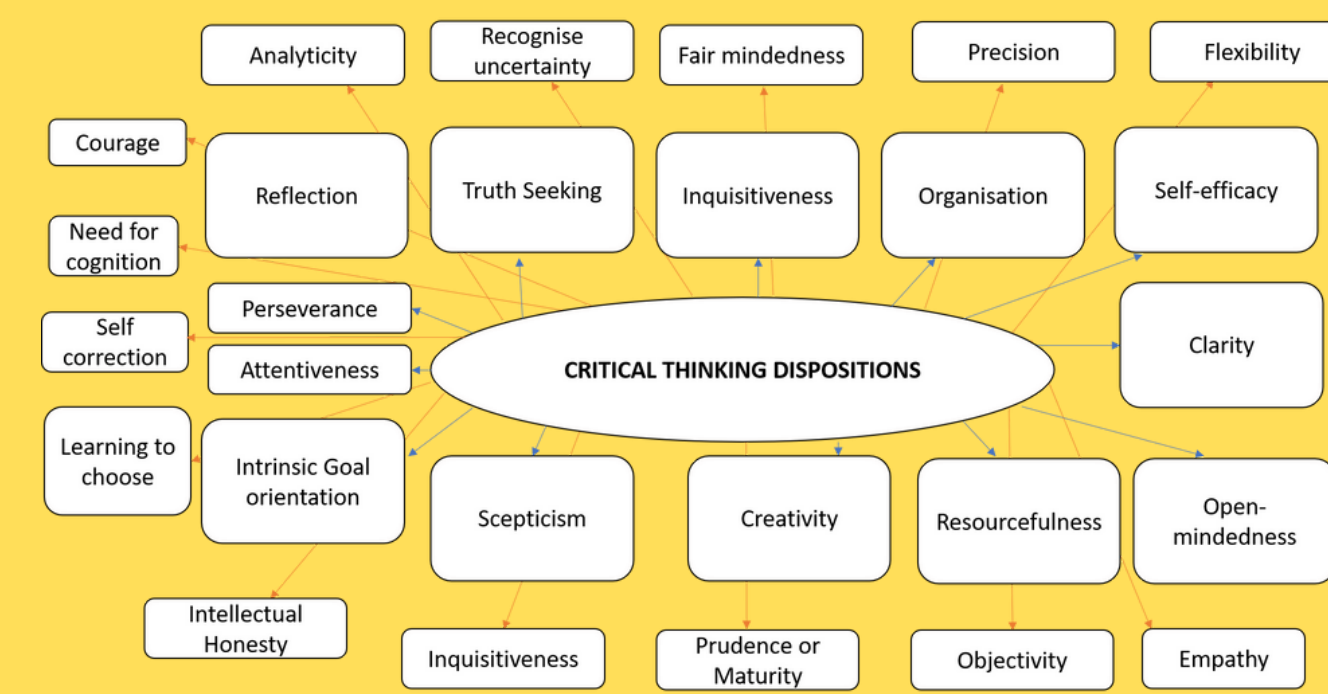 Analyticity
Recognise
uncertainty
Fair mindedness
Precision
Flexibility
Courage
Reflection
Truth Seeking
Inquisitiveness
Organisation
Self-efficacy
Need for
cognition
Perseverance
Self
correction
Attentiveness
CRITICAL THINKING DISPOSITIONS
Clarity
Learning to
choose
Intrinsic Goal
orientation
Scepticism
Creativity
Resourcefulness
Open-
mindedness
Intellectual
Honesty
Inquisitiveness
Prudence or
Maturity
Objectivity
Empathy